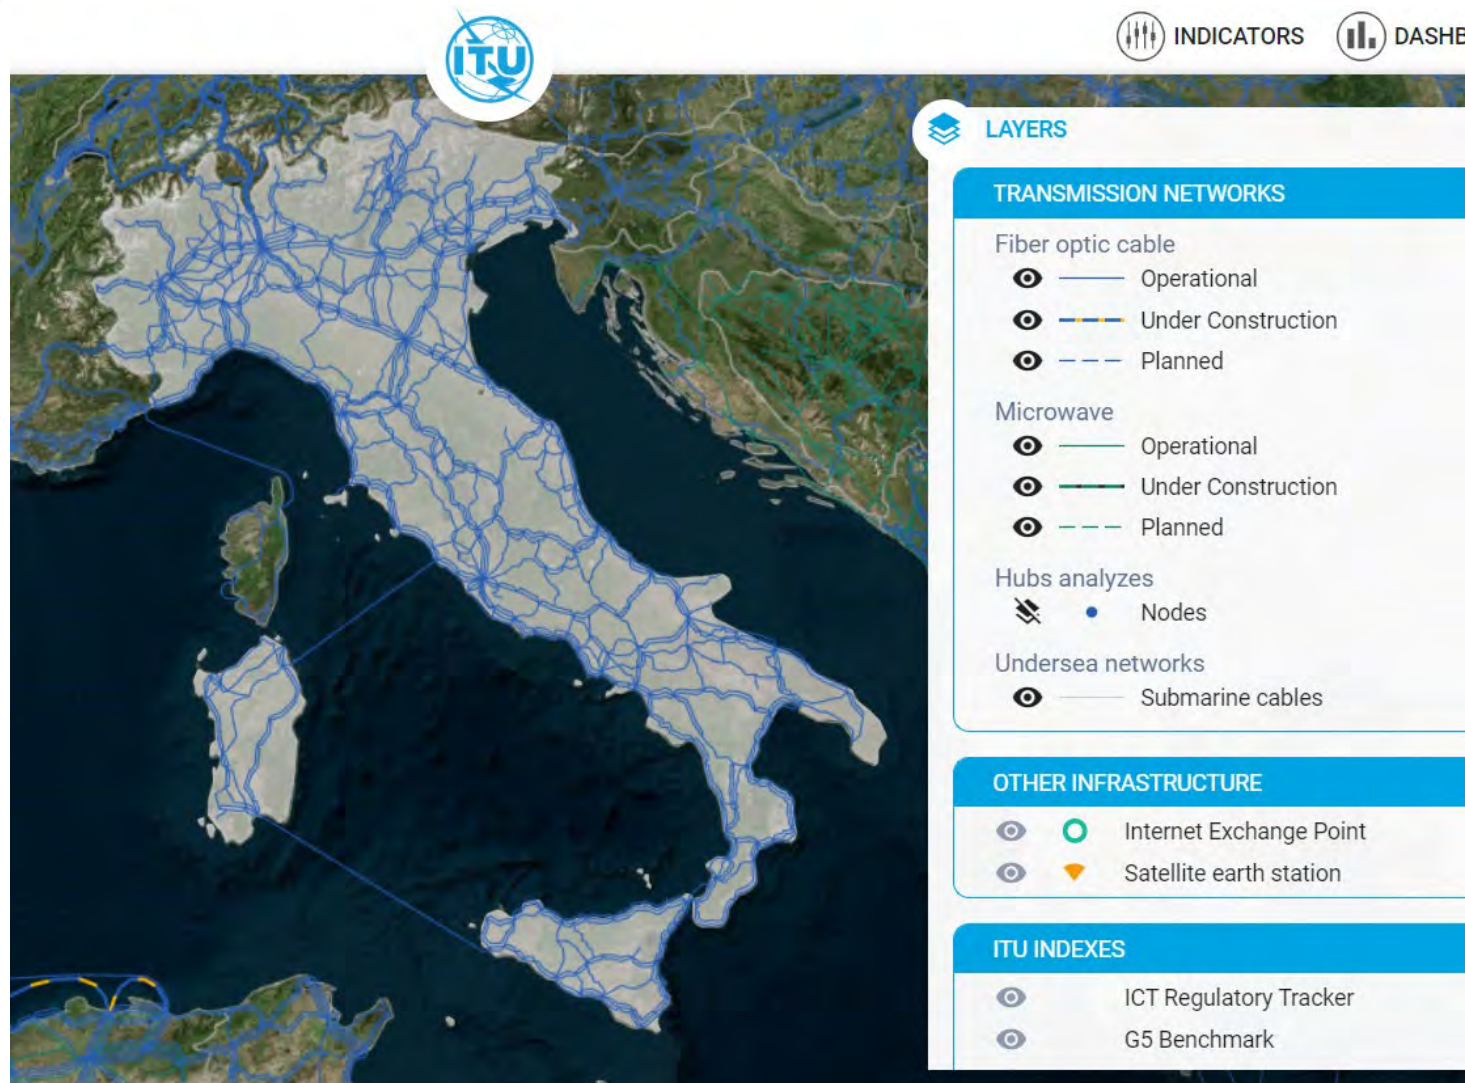 ITU
INDICATORS
DASHB
LAYERS
TRANSMISSION NETWORKS
Fiber optic cable
Operational
Under Construction
Planned
Microwave
Operational
Under Construction
Planned
Hubs analyzes
Nodes
Undersea networks
Submarine cables
OTHER INFRASTRUCTURE
Internet Exchange Point
Satellite earth station
ITU INDEXES
ICT Regulatory Tracker
G5 Benchmark